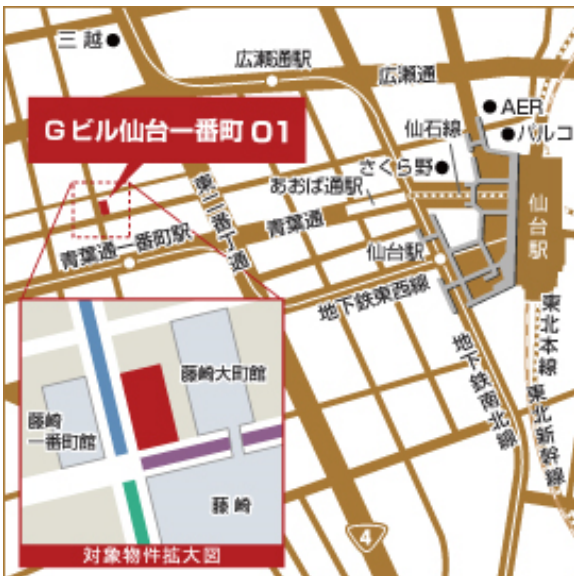 三越
広瀬通駅
広瀬通
AER
パルコ
Gビル仙台一番町 01
仙石線
さくら野
あおば通駅
東二番丁通
青葉通
青葉通一番町駅
仙台駅
仙台駅
地下鉄東西線
地下鉄南北線
東北本線
東北新幹線
4
藤崎大町館
藤崎
一番町館
藤崎
対象物件拡大図